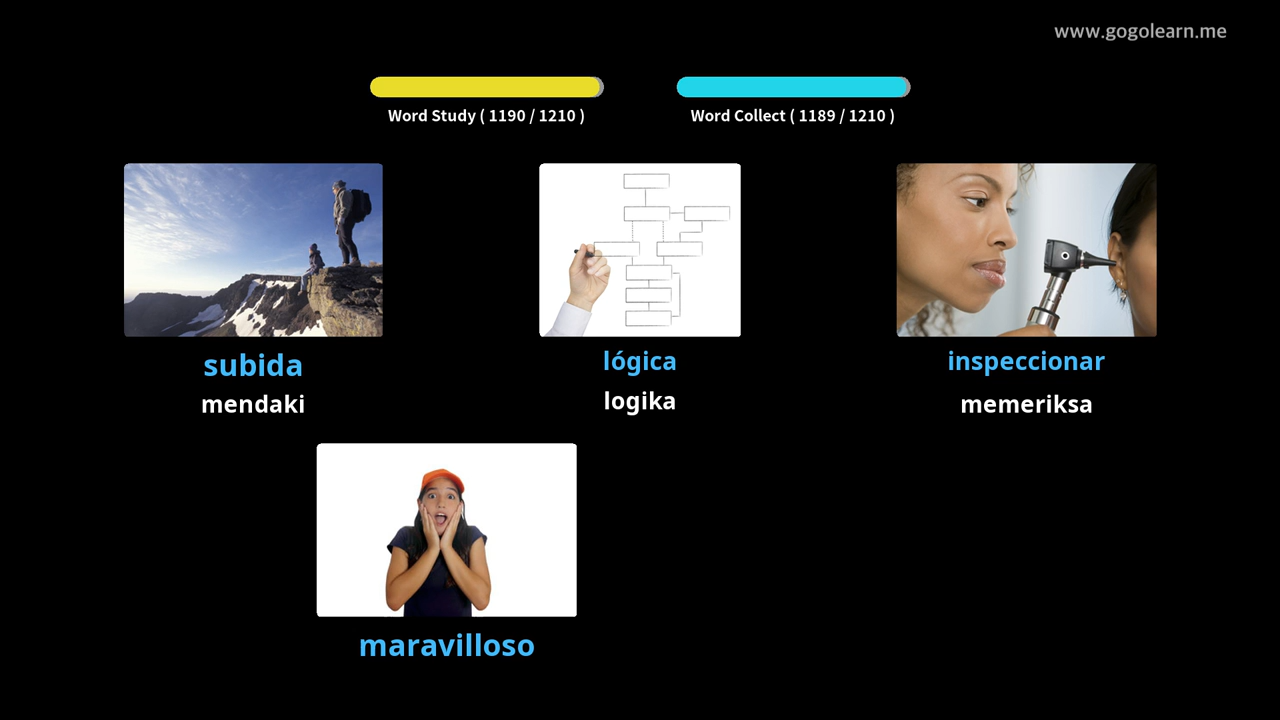 www.gogolearn.me
Word Study ( 1190 / 1210 )
Word Collect ( 1189 / 1210 )
subida
mendaki
lógica
logika
inspeccionar
memeriksa
maravilloso